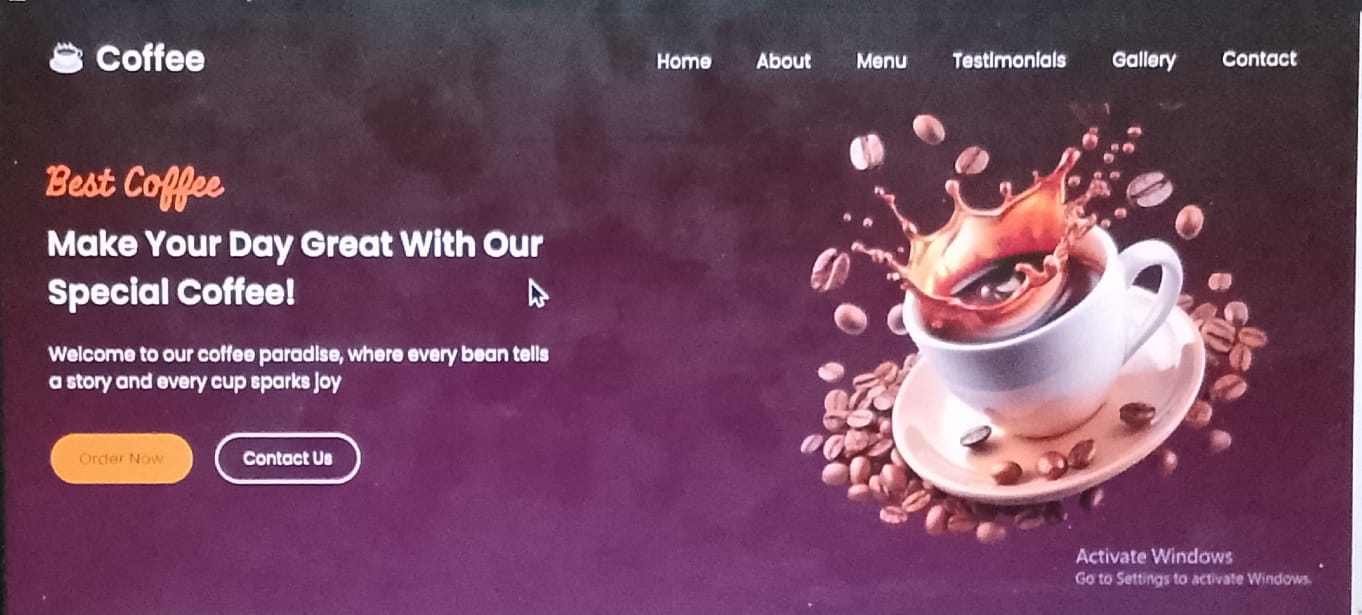 Coffee
Home About Menu Testimonials Gallery Contact
Best Coffee
Make Your Day Great With Our
Special Coffee!
Welcome to our coffee paradise, where every bean tells
a story and every cup sparks joy
Order Now Contact Us
Activate Windows
Go to Settings to activate Windows.